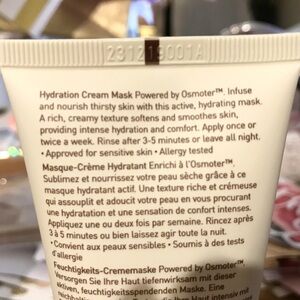 231219001A
Hydration Cream Mask Powered by Osmoter™. Infuse
and nourish thirsty skin with this active, hydrating mask.
A rich, creamy texture softens and smoothes skin,
providing intense hydration and comfort. Apply once or
twice a week. Rinse after 3-5 minutes or leave all night.
• Approved for sensitive skin • Allergy tested
Masque-Crème Hydratant Enrichi à l'Osmoter™.
Sublimez et nourrissez votre peau sèche grâce à ce
masque hydratant actif. Une texture riche et crémeuse
qui assouplit et adoucit votre peau en vous procurant
une hydratation et une sensation de confort intenses.
Appliquez une ou deux fois par semaine. Rincez après
3 à 5 minutes ou bien laissez agir toute la nuit.
• Convient aux peaux sensibles • Soumis à des tests
d'allergie
Feuchtigkeits-Crememaske Powered by Osmoter™.
Versorgen Sie Ihre Haut tiefenwirksam mit dieser
aktiven, feuchtigkeitsspendenden Maske. Eine
Sie Ihre Haut intensiv mit